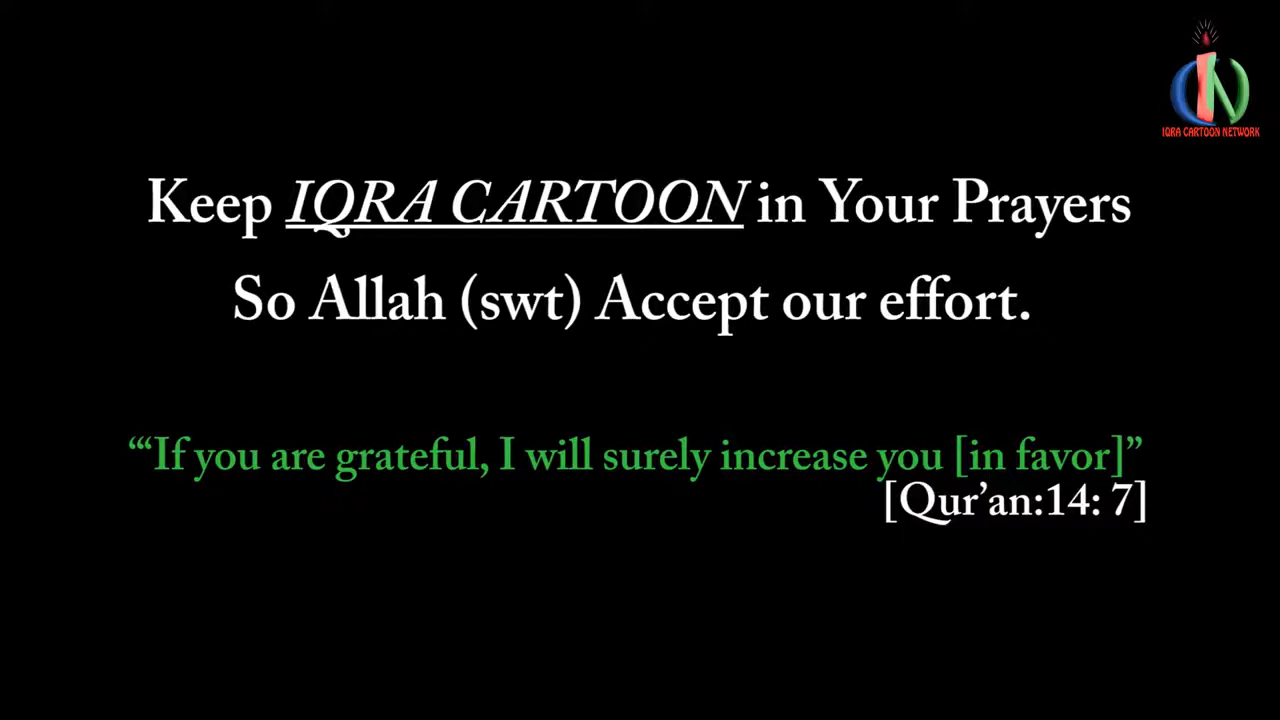 IQRA CARTOON NETWORK
Keep IQRA CARTOON in Your Prayers
So Allah (swt) Accept our effort.
“‘If you are grateful, I will surely increase you [in favor]”
[Qur’an:14: 7]